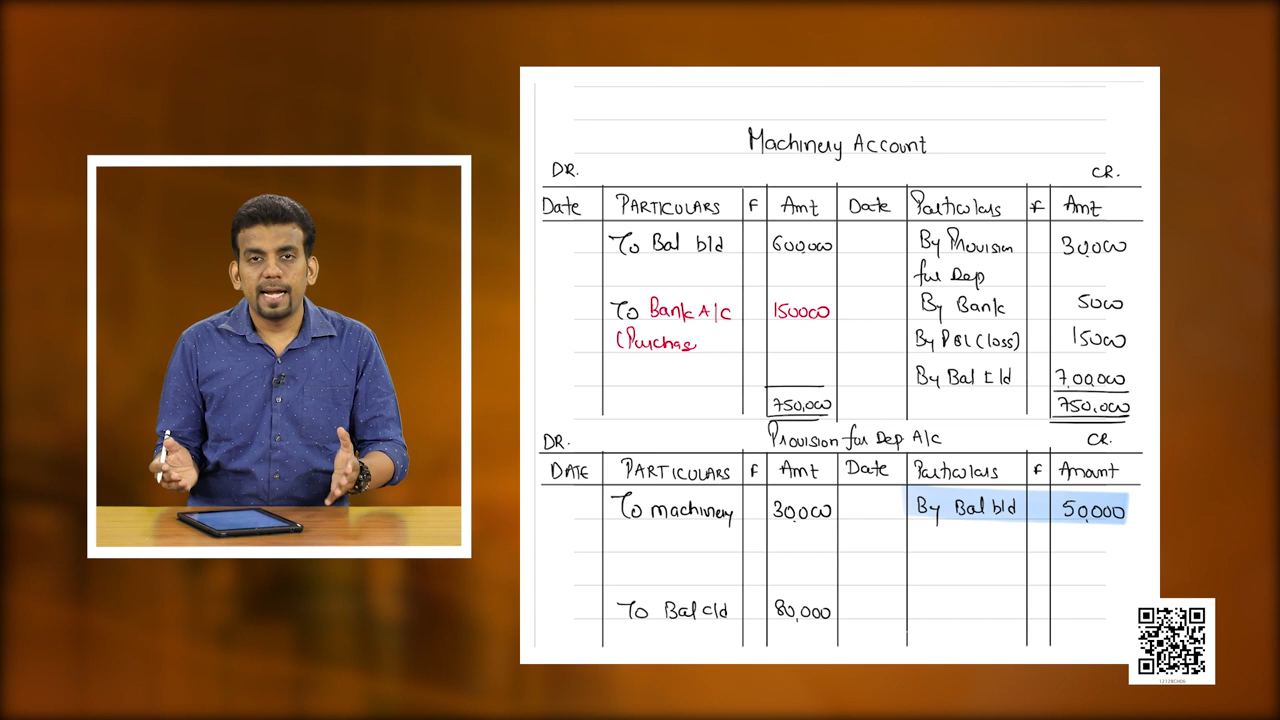 Machinery Account
DR. CR.
Date PARTICULARS F Amt Date Particulars F Amt
To Bal b/d 600,000 By Provision 30,000
for Dep
To Bank A/C 150000 By Bank 5000
(Purchas By P&L (loss) 15000
By Bal c/d 7,00,000
750,000 750,000
DR. Provision for Dep A/C CR.
DATE PARTICULARS F Amt Date Particulars F Amount
To machinery 30,000 By Bal b/d 50,000
To Bal c/d 80,000
1212BCH06